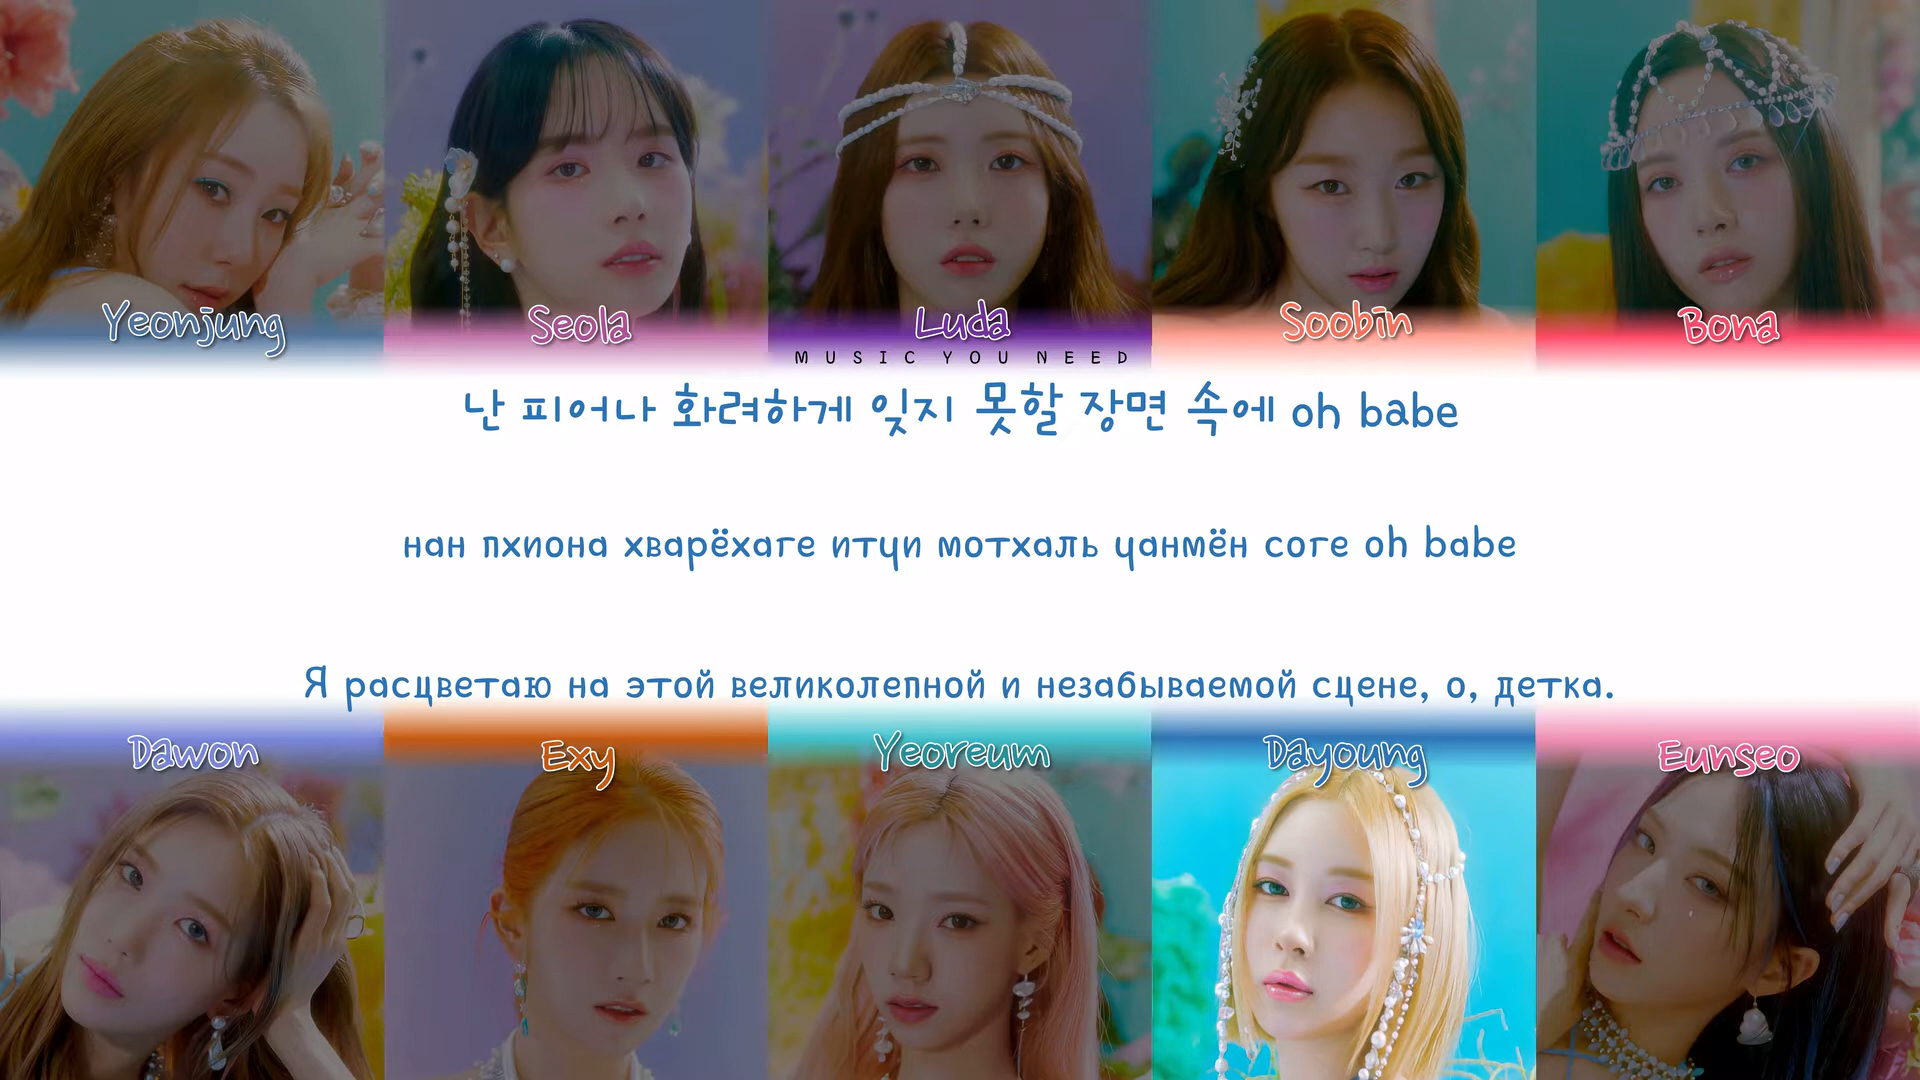 Yeonjung Seola Luda Soobin Bona
MUSIC YOU NEED
난 피어나 화려하게 잊지 못할 장면 속에 oh babe
нан пхиона хварёхаге итчи мотхаль чанмён соге oh babe
Я расцветаю на этой великолепной и незабываемой сцене, о, детка.
Dawon Exy Yeoreum Dayoung Eunseo